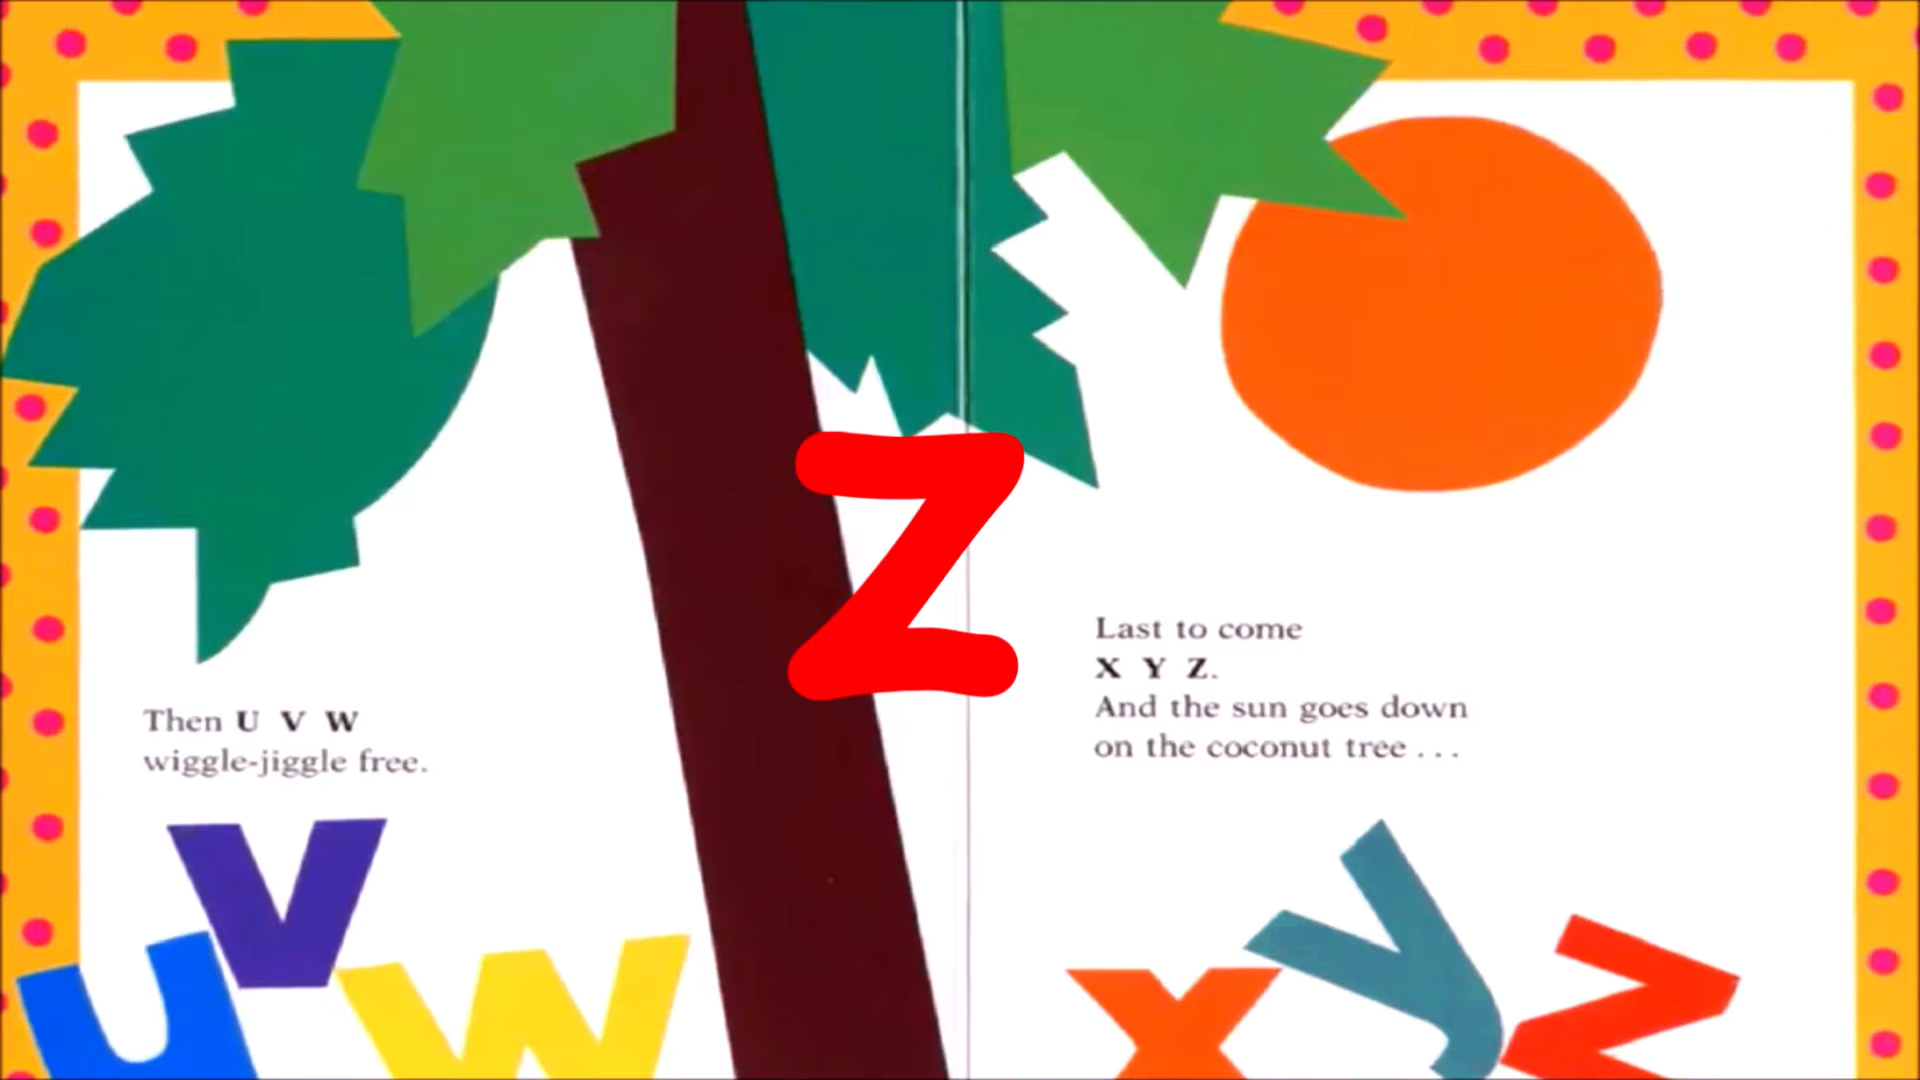 Z
Then U V W
wiggle-jiggle free.
Last to come
X Y Z.
And the sun goes down
on the coconut tree . . .
v
u w
y
x z